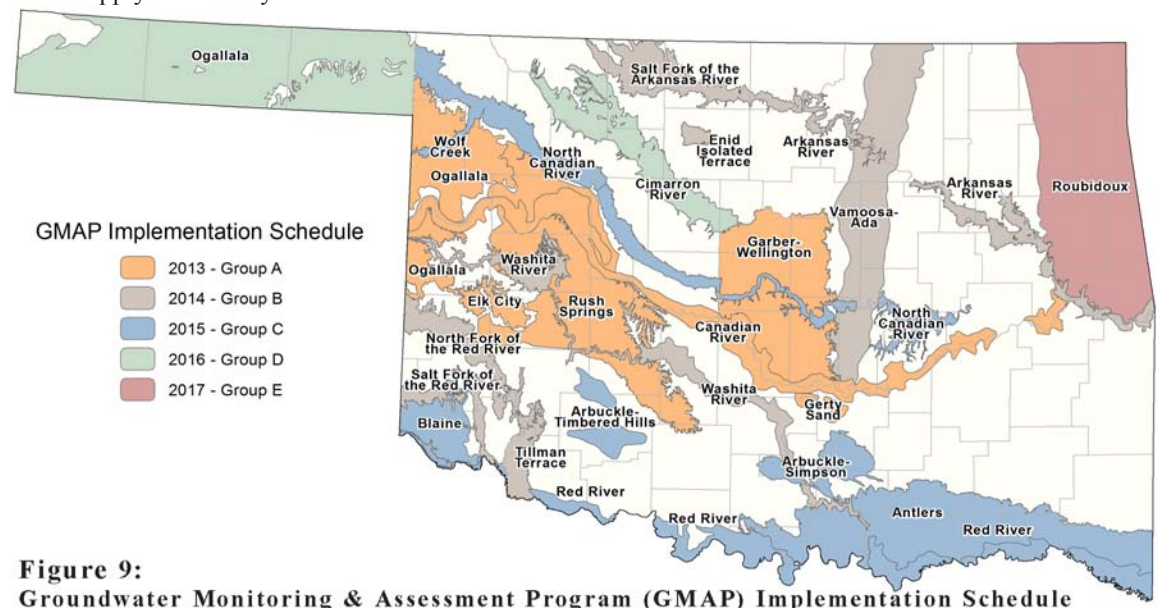 Ogallala
Salt Fork of the
Arkansas River
Wolf
Creek
Ogallala
North
Canadian
River
Enid
Isolated
Terrace
Arkansas
River
Cimarron
River
Arkansas
River
Roubidoux
Vamoosa-
Ada
Garber-
Wellington
GMAP Implementation Schedule
2013 - Group A
2014 - Group B
2015 - Group C
2016 - Group D
2017 - Group E
Ogallala
Washita
River
Elk City
Rush
Springs
North Fork of
the Red River
Canadian
River
North
Canadian
River
Salt Fork of
the Red River
Washita
River
Gerty
Sand
Blaine
Arbuckle-
Timbered Hills
Tillman
Terrace
Arbuckle-
Simpson
Red River
Red River
Antlers
Red River
Figure 9:
Groundwater Monitoring & Assessment Program (GMAP) Implementation Schedule